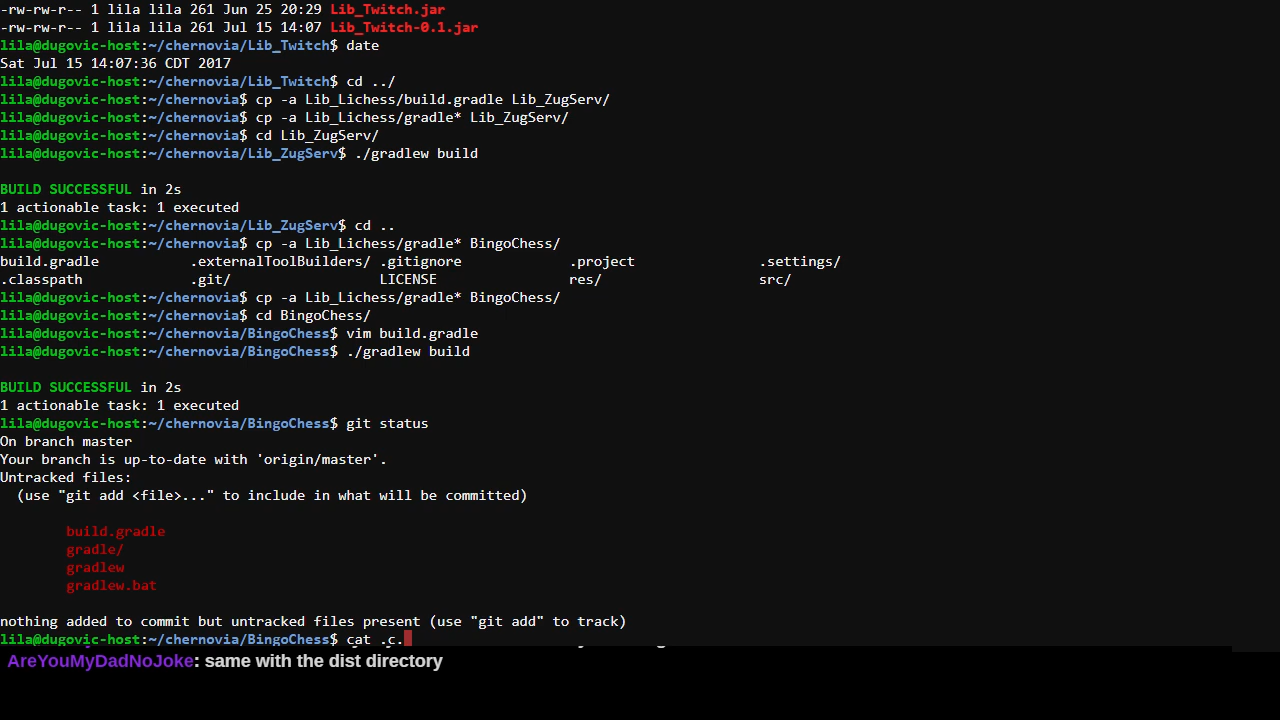 -rw-rw-r-- 1 lila lila 261 Jun 25 20:29 Lib_Twitch.jar
-rw-rw-r-- 1 lila lila 261 Jul 15 14:07 Lib_Twitch-0.1.jar
lila@dugovic-host:~/chernovia/Lib_Twitch$ date
Sat Jul 15 14:07:36 CDT 2017
lila@dugovic-host:~/chernovia/Lib_Twitch$ cd ../
lila@dugovic-host:~/chernovia$ cp -a Lib_Lichess/build.gradle Lib_ZugServ/
lila@dugovic-host:~/chernovia$ cp -a Lib_Lichess/gradle* Lib_ZugServ/
lila@dugovic-host:~/chernovia$ cd Lib_ZugServ/
lila@dugovic-host:~/chernovia/Lib_ZugServ$ ./gradlew build
BUILD SUCCESSFUL in 2s
1 actionable task: 1 executed
lila@dugovic-host:~/chernovia/Lib_ZugServ$ cd ..
lila@dugovic-host:~/chernovia$ cp -a Lib_Lichess/gradle* BingoChess/
build.gradle .externalToolBuilders/ .gitignore .project .settings/
.classpath .git/ LICENSE res/ src/
lila@dugovic-host:~/chernovia$ cp -a Lib_Lichess/gradle* BingoChess/
lila@dugovic-host:~/chernovia$ cd BingoChess/
lila@dugovic-host:~/chernovia/BingoChess$ vim build.gradle
lila@dugovic-host:~/chernovia/BingoChess$ ./gradlew build
BUILD SUCCESSFUL in 2s
1 actionable task: 1 executed
lila@dugovic-host:~/chernovia/BingoChess$ git status
On branch master
Your branch is up-to-date with 'origin/master'.
Untracked files:
(use "git add <file>..." to include in what will be committed)
build.gradle
gradle/
gradlew
gradlew.bat
nothing added to commit but untracked files present (use "git add" to track)
lila@dugovic-host:~/chernovia/BingoChess$ cat .c.
AreYouMyDadNoJoke: same with the dist directory